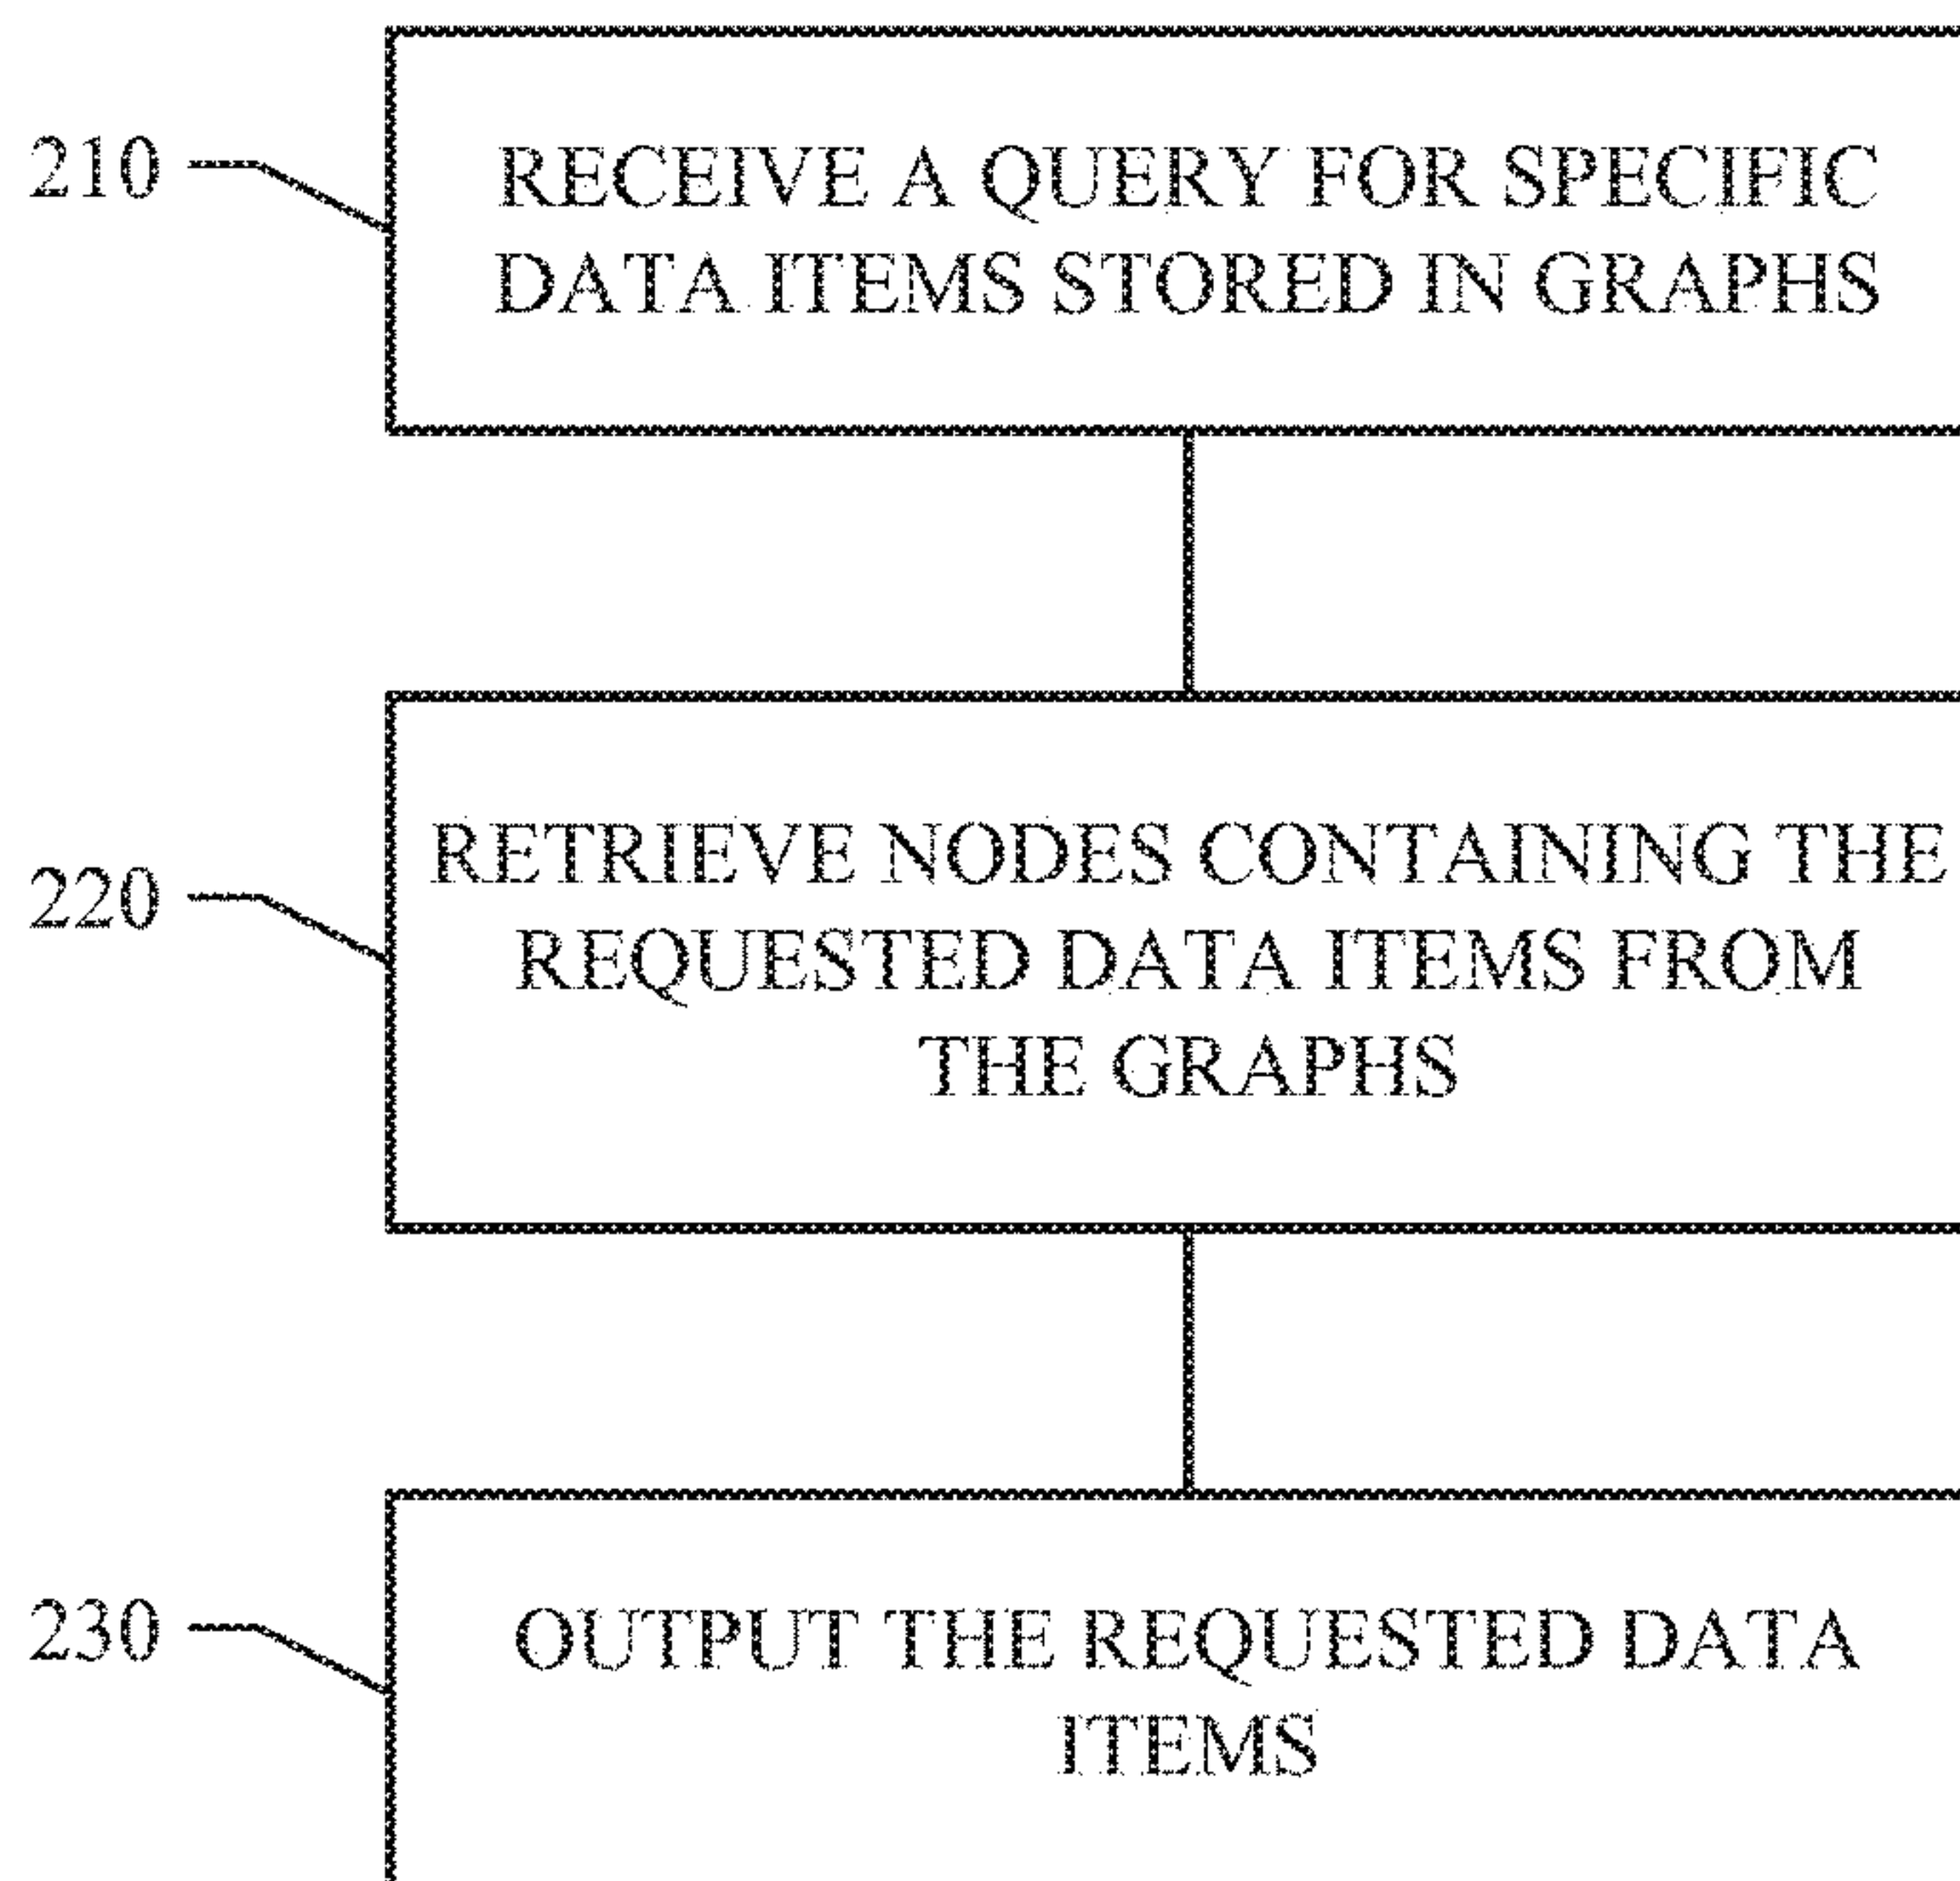 210
RECEIVE A QUERY FOR SPECIFIC
DATA ITEMS STORED IN GRAPHS
220
RETRIEVE NODES CONTAINING THE
REQUESTED DATA ITEMS FROM
THE GRAPHS
230
OUTPUT THE REQUESTED DATA
ITEMS